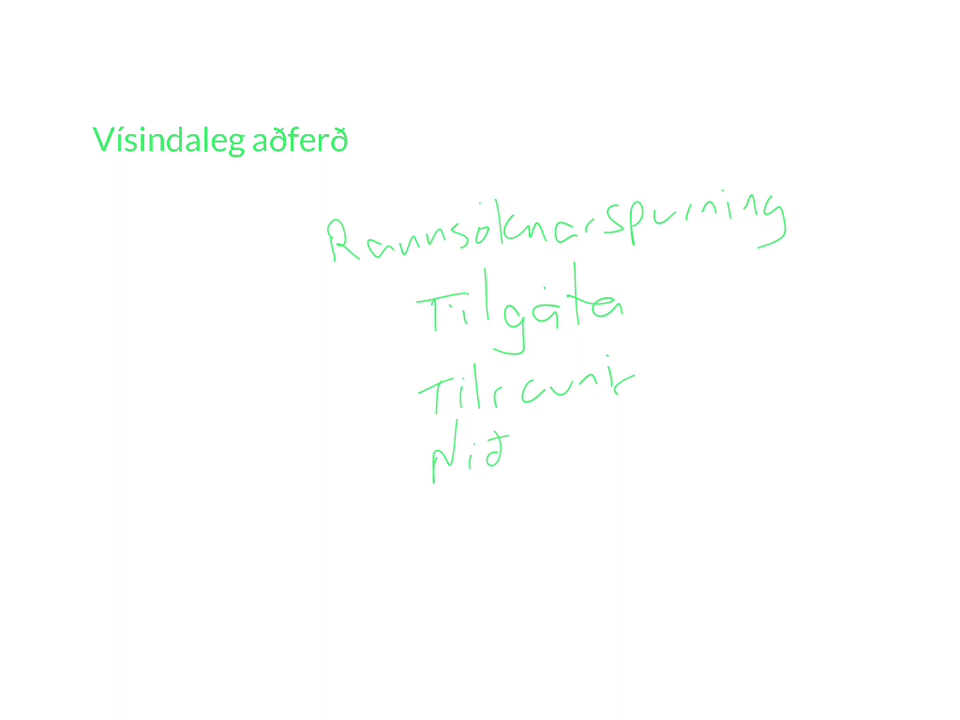 Vísindaleg aðferð
Rannsóknarspurning
Tilgáta
Tilraunir
Nið